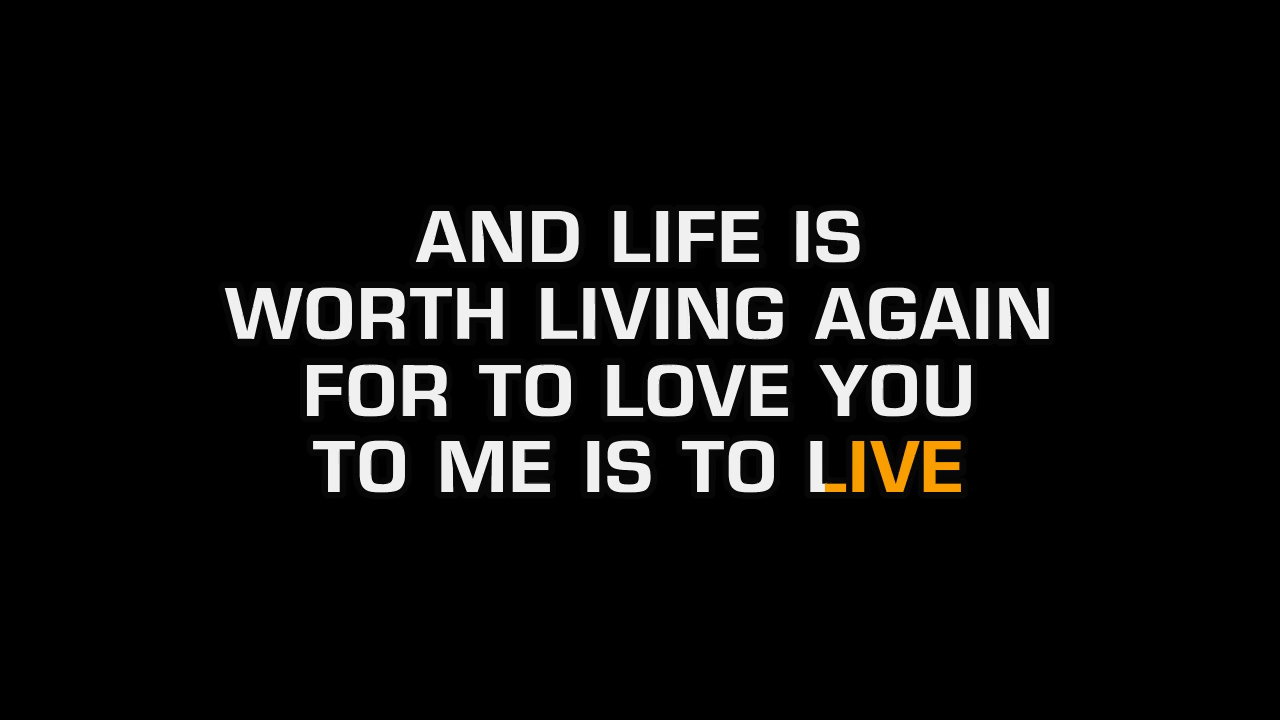 AND LIFE IS
WORTH LIVING AGAIN
FOR TO LOVE YOU
TO ME IS TO LIVE